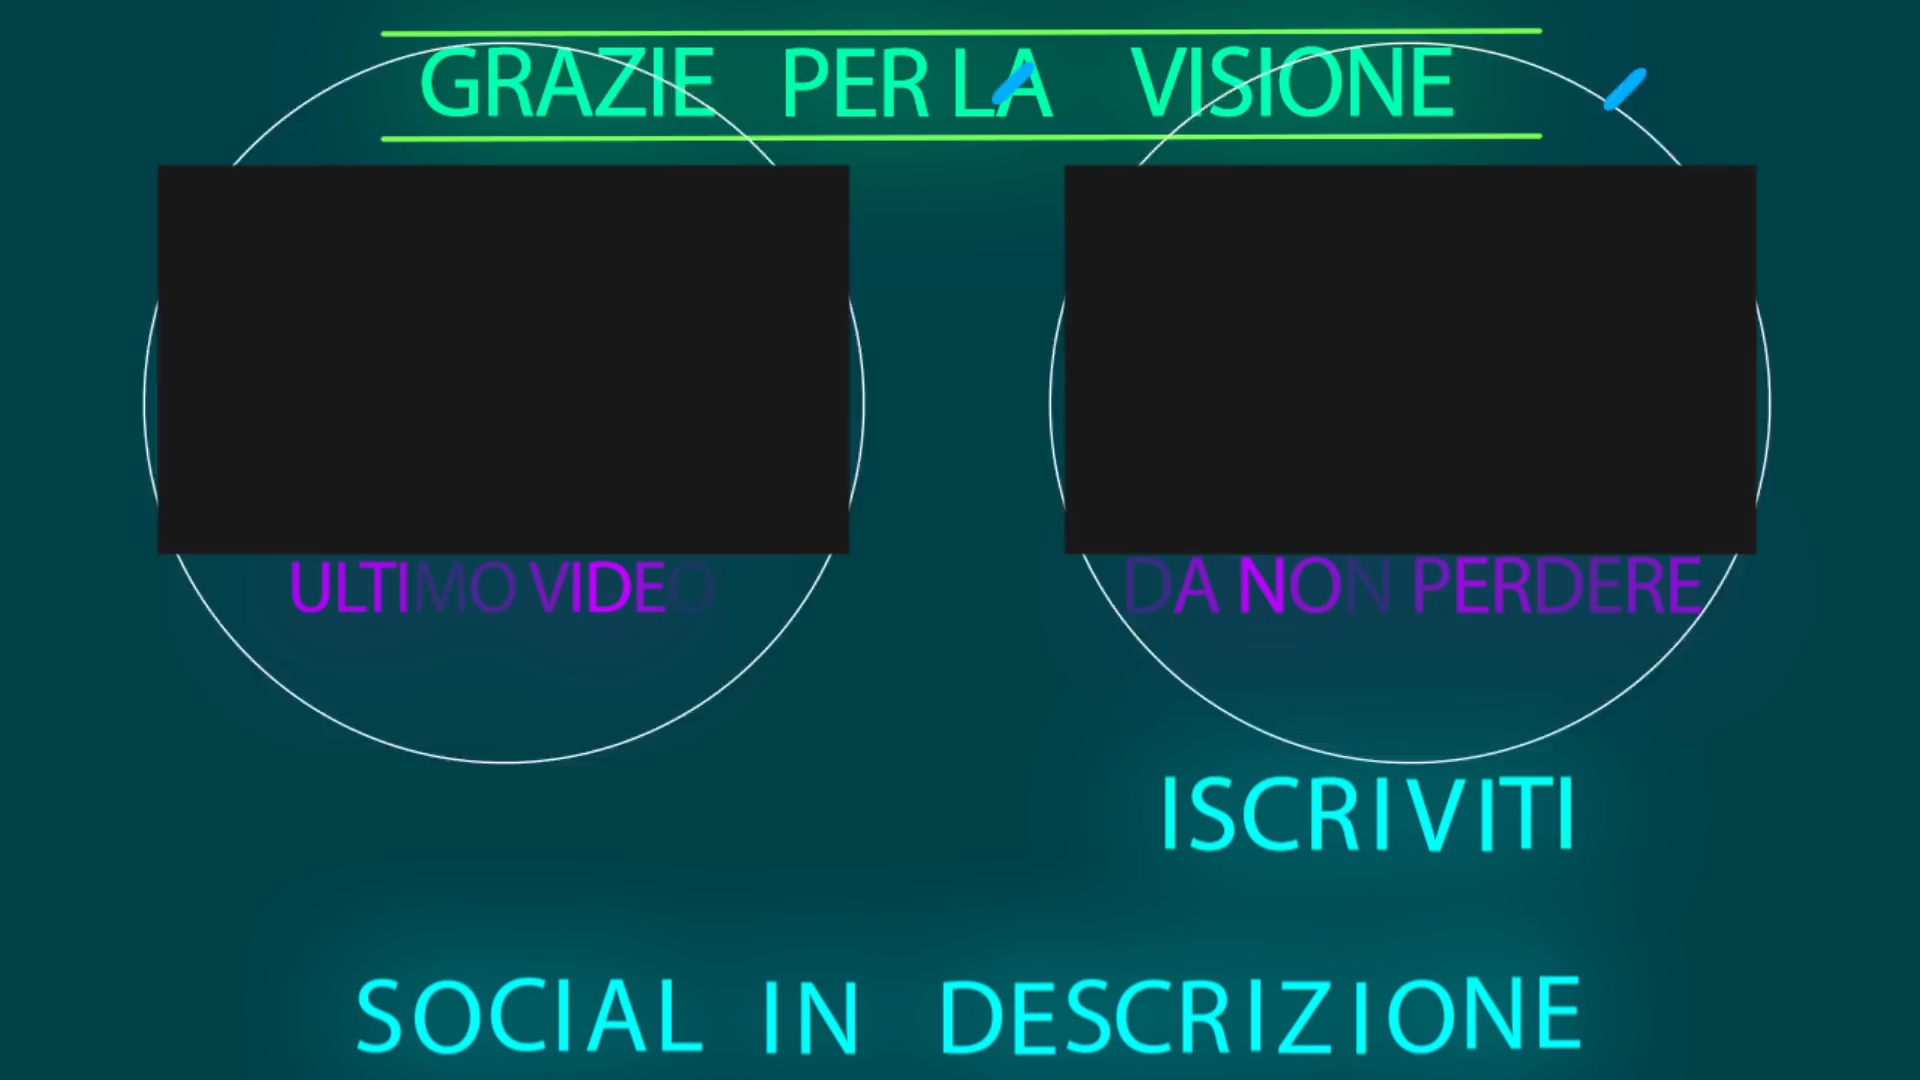 GRAZIE PER LA VISIONE
ULTIMO VIDEO
DA NON PERDERE
ISCRIVITI
SOCIAL IN DESCRIZIONE